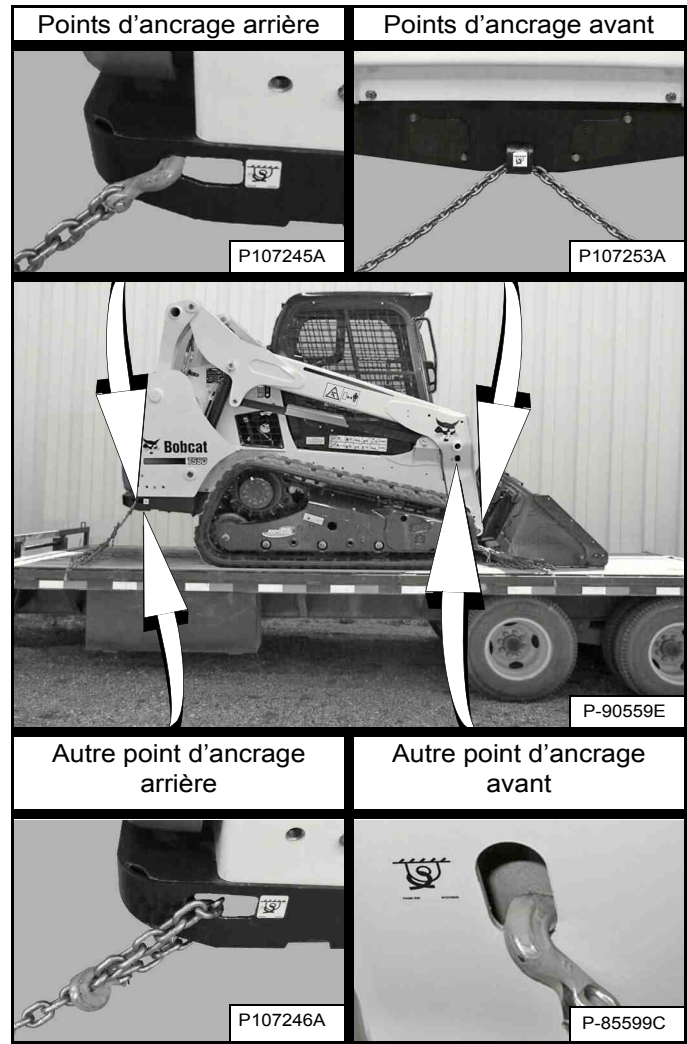 Points d'ancrage arrière
Points d'ancrage avant
P107245A
P107253A
Bobcat
T590
P-90559E
Autre point d'ancrage
arrière
Autre point d'ancrage
avant
P107246A
P-85599C